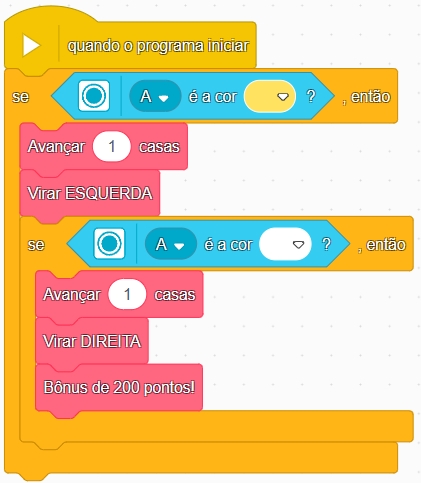 quando o programa iniciar
se A é a cor ? , então
Avançar 1 casas
Virar ESQUERDA
se A é a cor ? , então
Avançar 1 casas
Virar DIREITA
Bônus de 200 pontos!